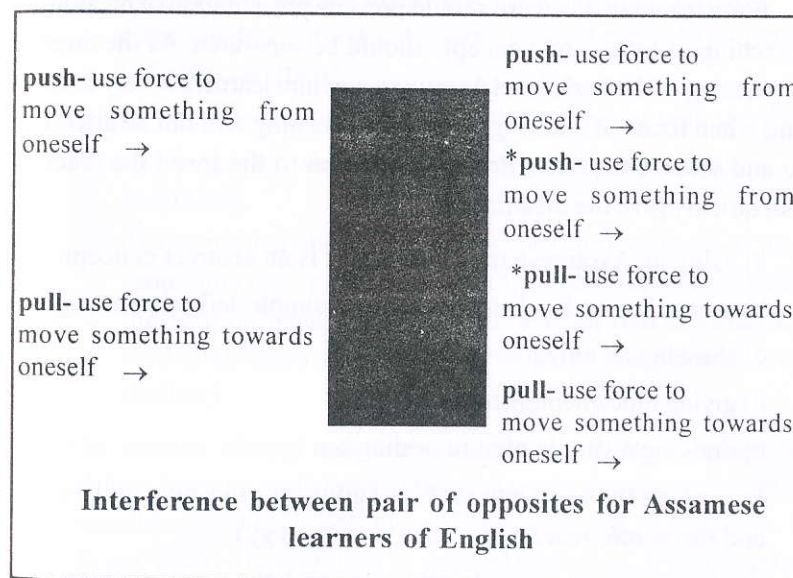 push- use force to
move something from
oneself →
pull- use force to
move something towards
oneself →
push- use force to
move something from
oneself →
*push- use force to
move something from
oneself →
*pull- use force to
move something towards
oneself →
pull- use force to
move something towards
oneself →
Interference between pair of opposites for Assamese
learners of English